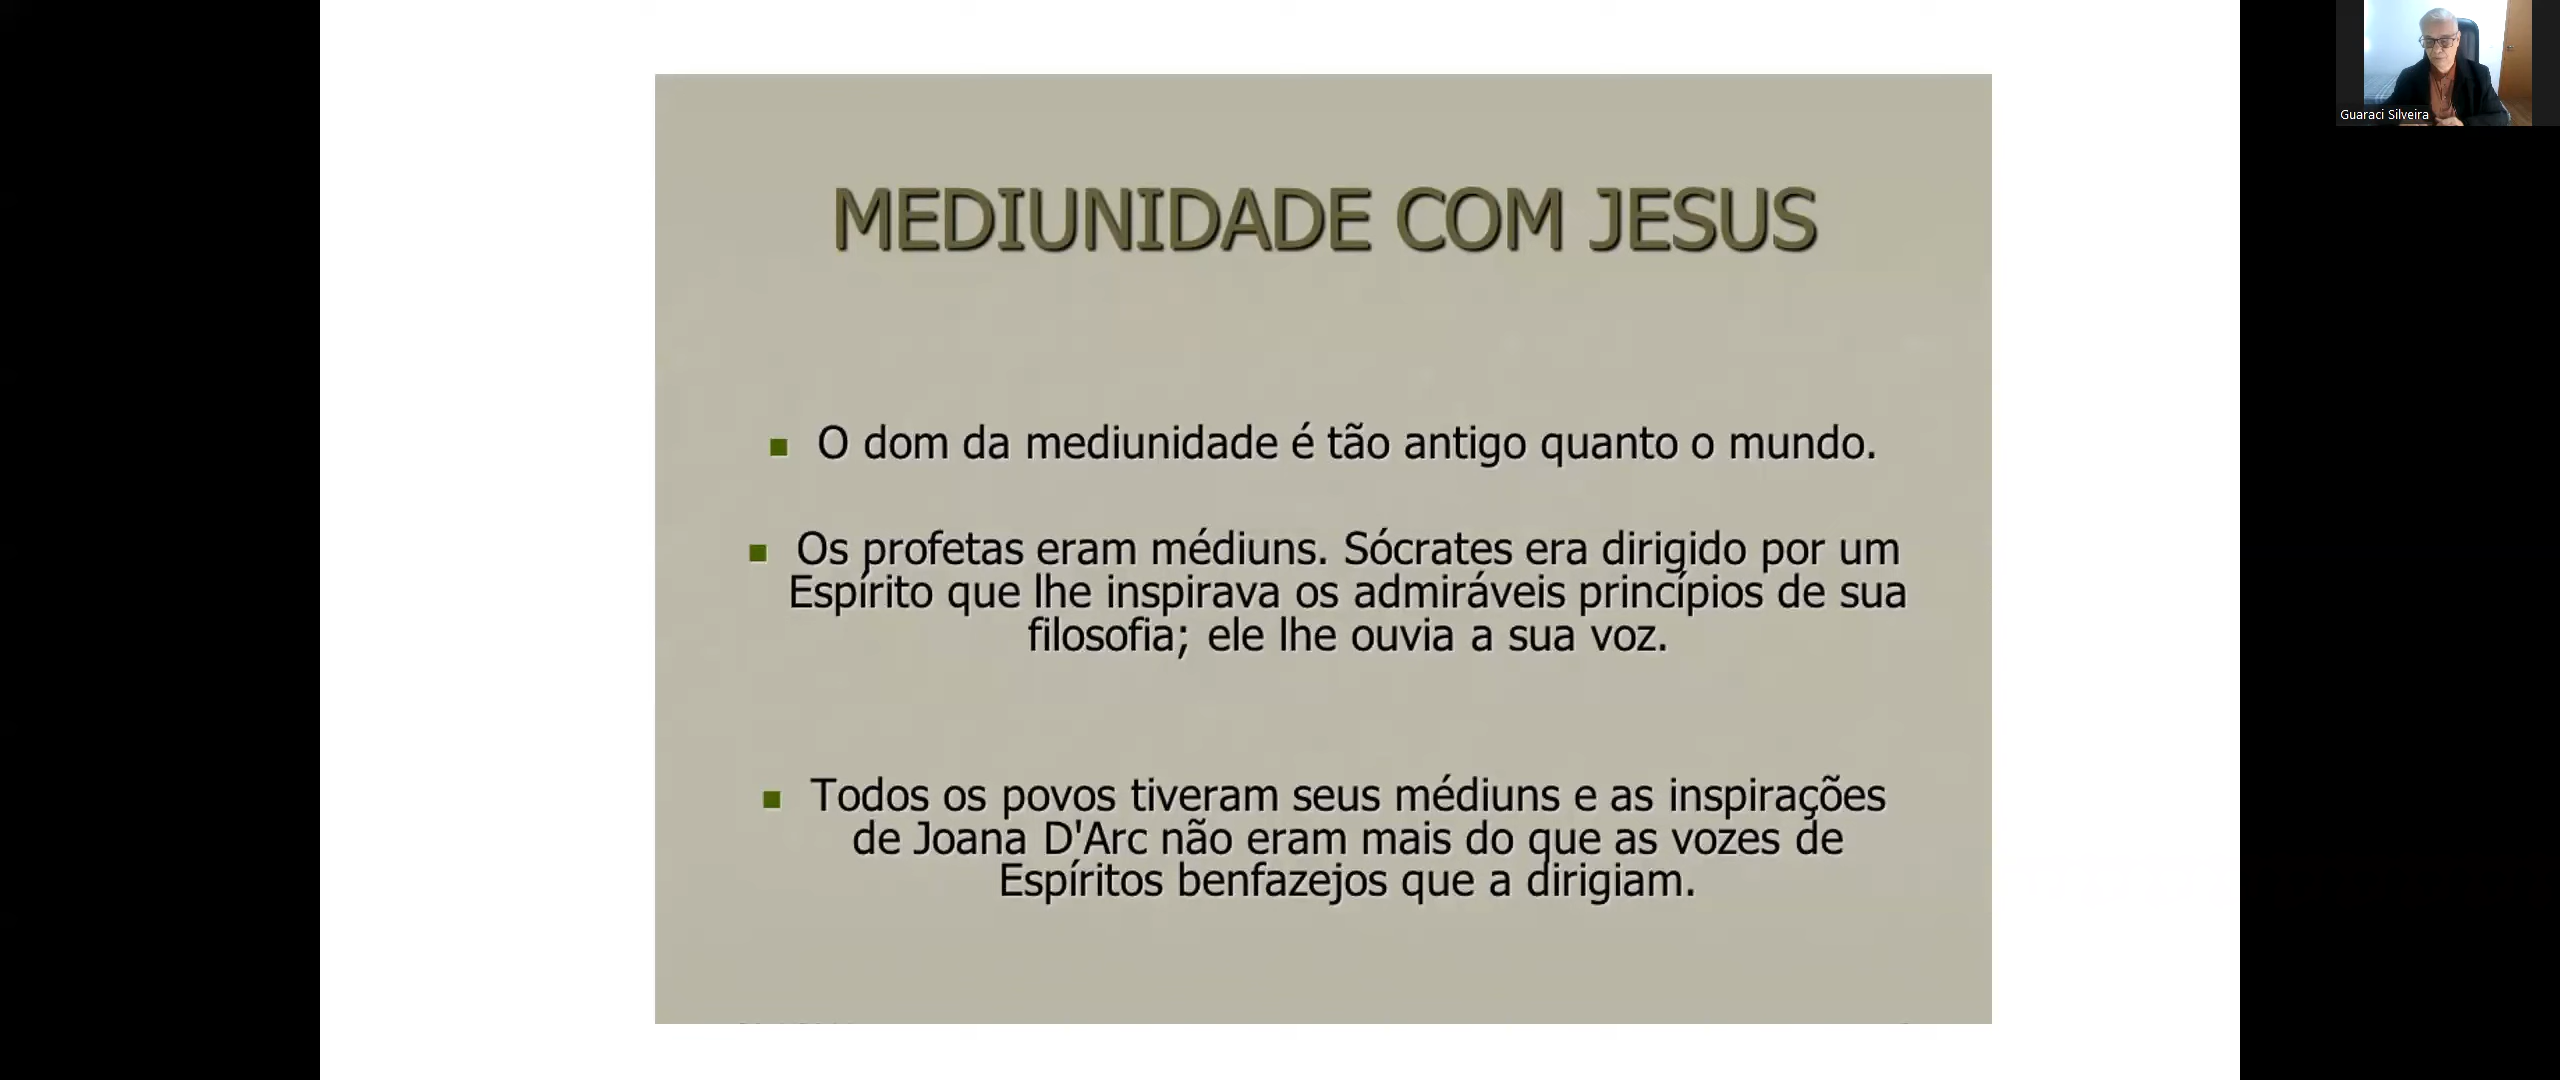 Guaraci Silveira
MEDIUNIDADE COM JESUS
O dom da mediunidade é tão antigo quanto o mundo.
Os profetas eram médiuns. Sócrates era dirigido por um
Espírito que lhe inspirava os admiráveis princípios de sua
filosofia; ele lhe ouvia a sua voz.
Todos os povos tiveram seus médiuns e as inspirações
de Joana D'Arc não eram mais do que as vozes de
Espíritos benfazejos que a dirigiam.